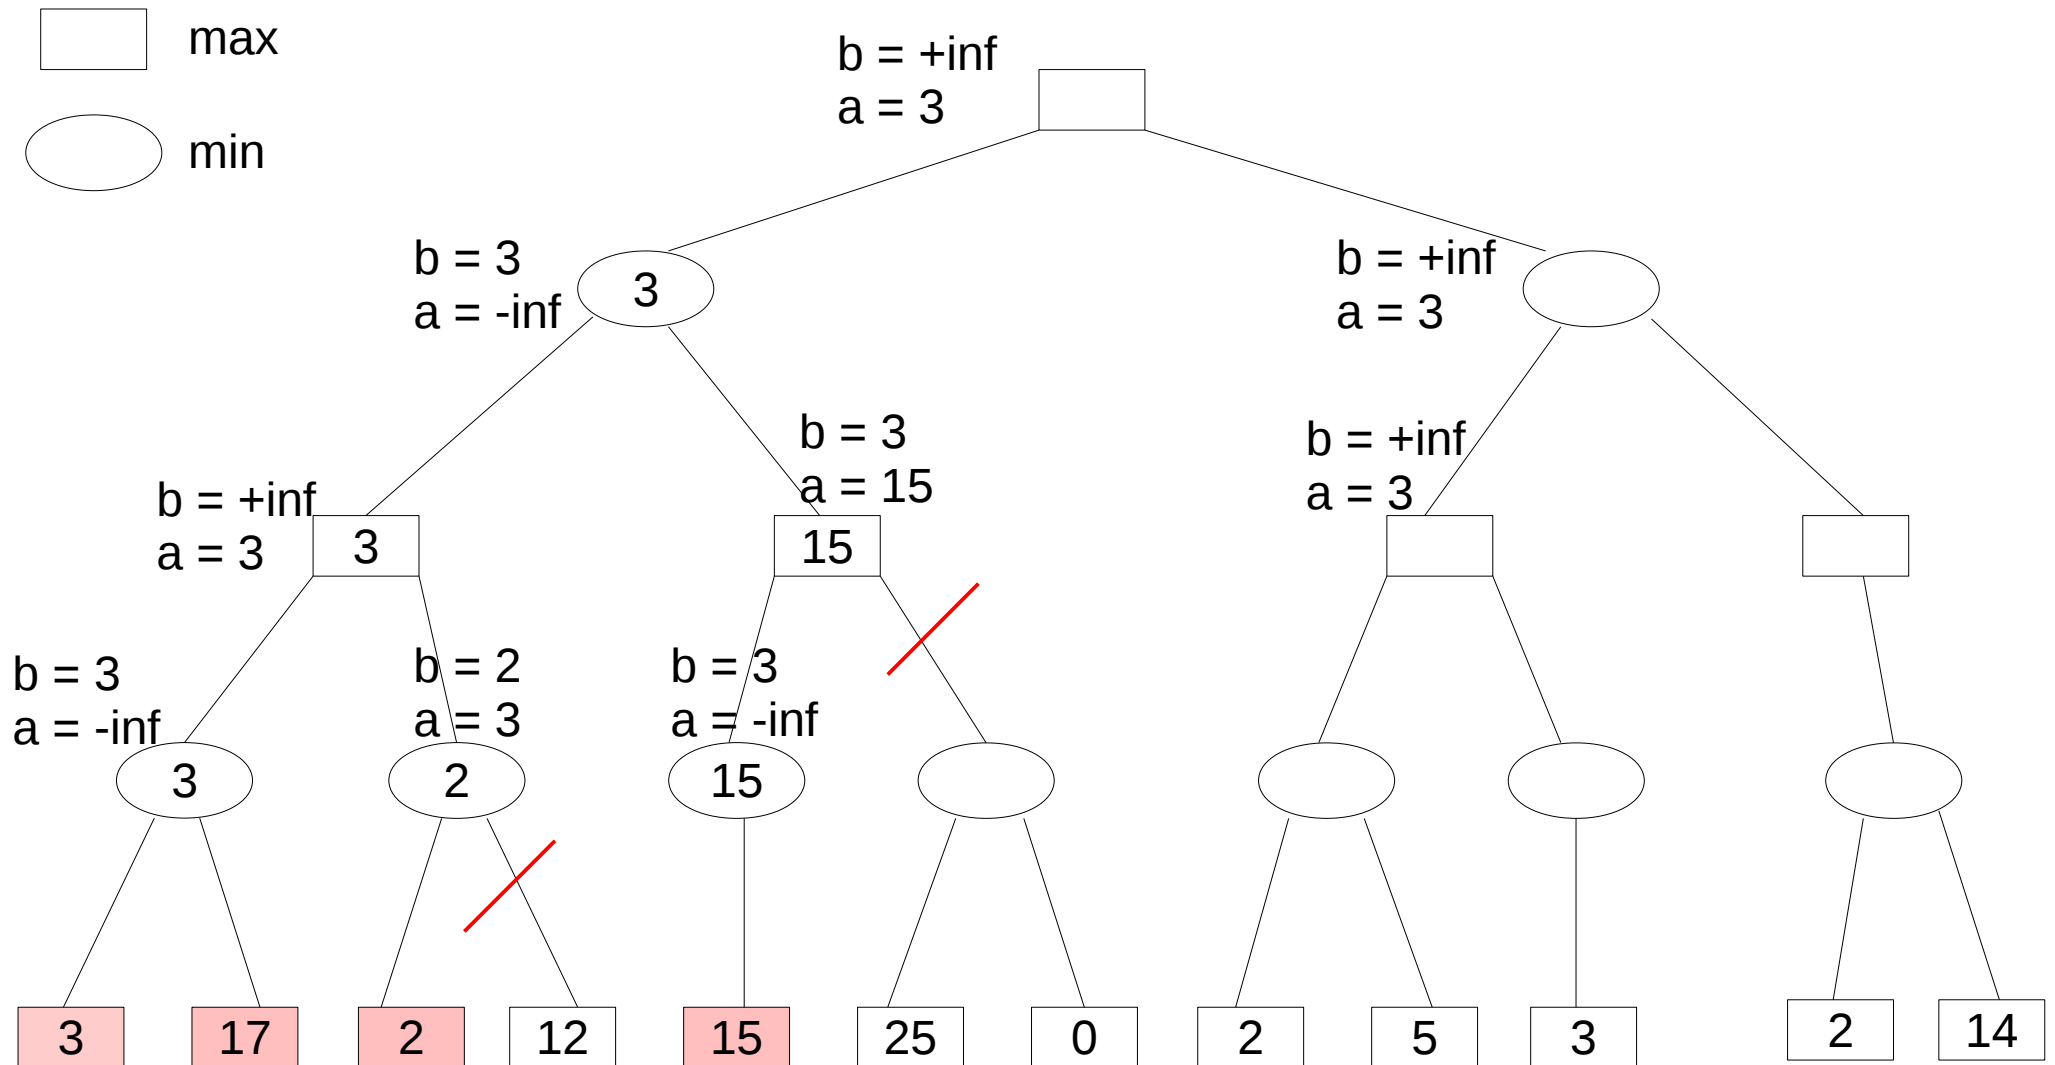 max
b = +inf
a = 3
min
b = 3
a = -inf
3
b = +inf
a = 3
b = 3
a = 15
b = +inf
a = 3
b = +inf
a = 3
3
15
b = 3
a = -inf
b = 2
a = 3
b = 3
a = -inf
3
2
15
3
17
2
12
15
25
0
2
5
3
2
14